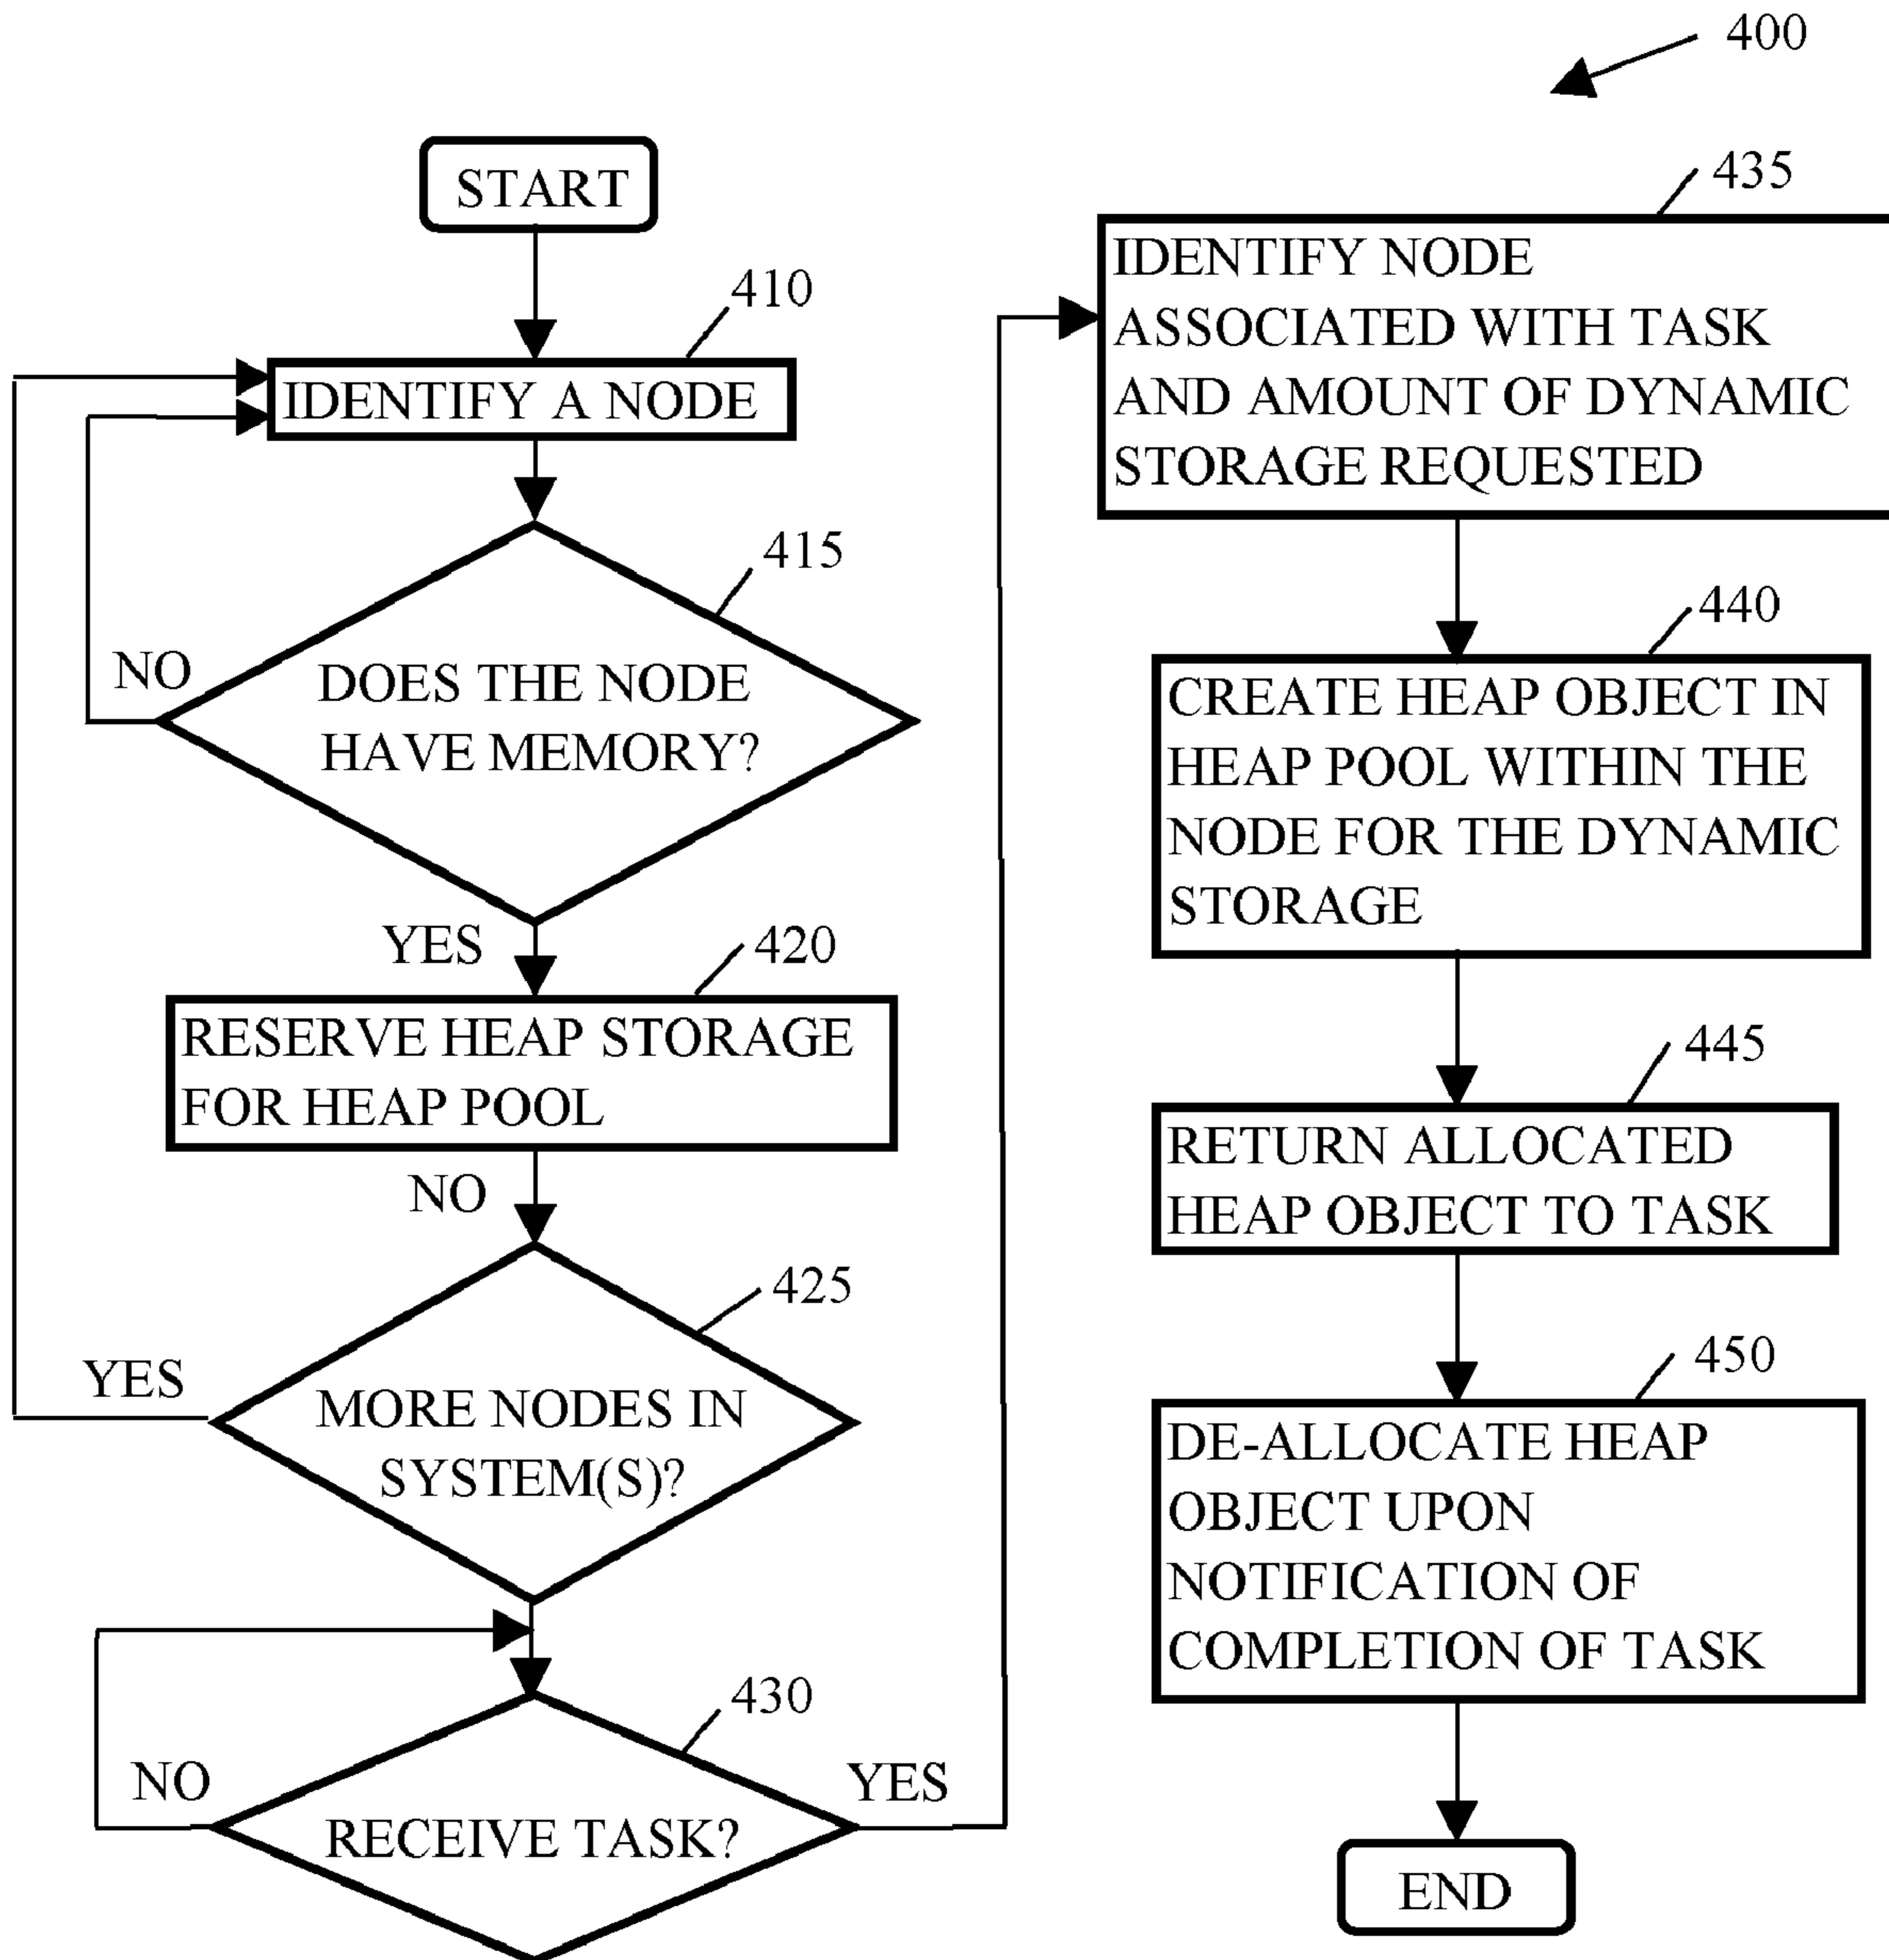 400
START
410
IDENTIFY A NODE
415
NO
DOES THE NODE
HAVE MEMORY?
YES
420
RESERVE HEAP STORAGE
FOR HEAP POOL
NO
425
YES
MORE NODES IN
SYSTEM(S)?
430
NO
YES
RECEIVE TASK?
435
IDENTIFY NODE
ASSOCIATED WITH TASK
AND AMOUNT OF DYNAMIC
STORAGE REQUESTED
440
CREATE HEAP OBJECT IN
HEAP POOL WITHIN THE
NODE FOR THE DYNAMIC
STORAGE
445
RETURN ALLOCATED
HEAP OBJECT TO TASK
450
DE-ALLOCATE HEAP
OBJECT UPON
NOTIFICATION OF
COMPLETION OF TASK
END